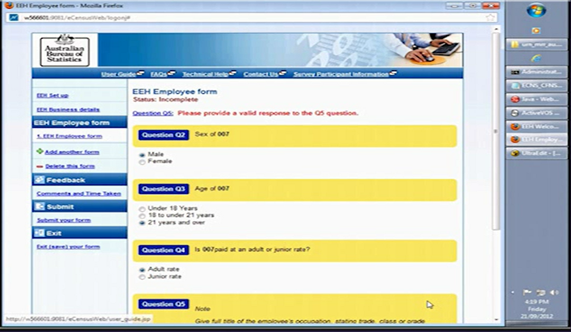 EEH Employee form - Mozilla Firefox
w566601.0681/eCensusWeb/logonj#
Australian
Bureau of
Statistics
User Guide FAQs Technical Help Contact Us Survey Participant Information
EEH Set up
EEH Business details
EEH Employee form
1. EEH Employee form
Add another form
Delete this form
Feedback
Comments and Time Taken
Submit
Submit your form
Exit
Exit (save) your form
EEH Employee form
Status: Incomplete
Question Q5: Please provide a valid response to the Q5 question.
Question Q2 Sex of 007
Male
Female
Question Q3 Age of 007
Under 18 Years
18 to under 21 years
21 years and over
Question Q4 Is 007paid at an adult or junior rate?
Adult rate
Junior rate
Question Q5 Note
Give full title of the employee's occupation, stating trade, class or grade
http://w566601.0681/eCensusWeb/user_guide.jsp
Administrat...
ECNS_CFNS
Java - Web...
ActiveVOS ...
EEH Welco...
EEH Employ...
UltraEdit - [...
4:09 PM
Friday
21/09/2012